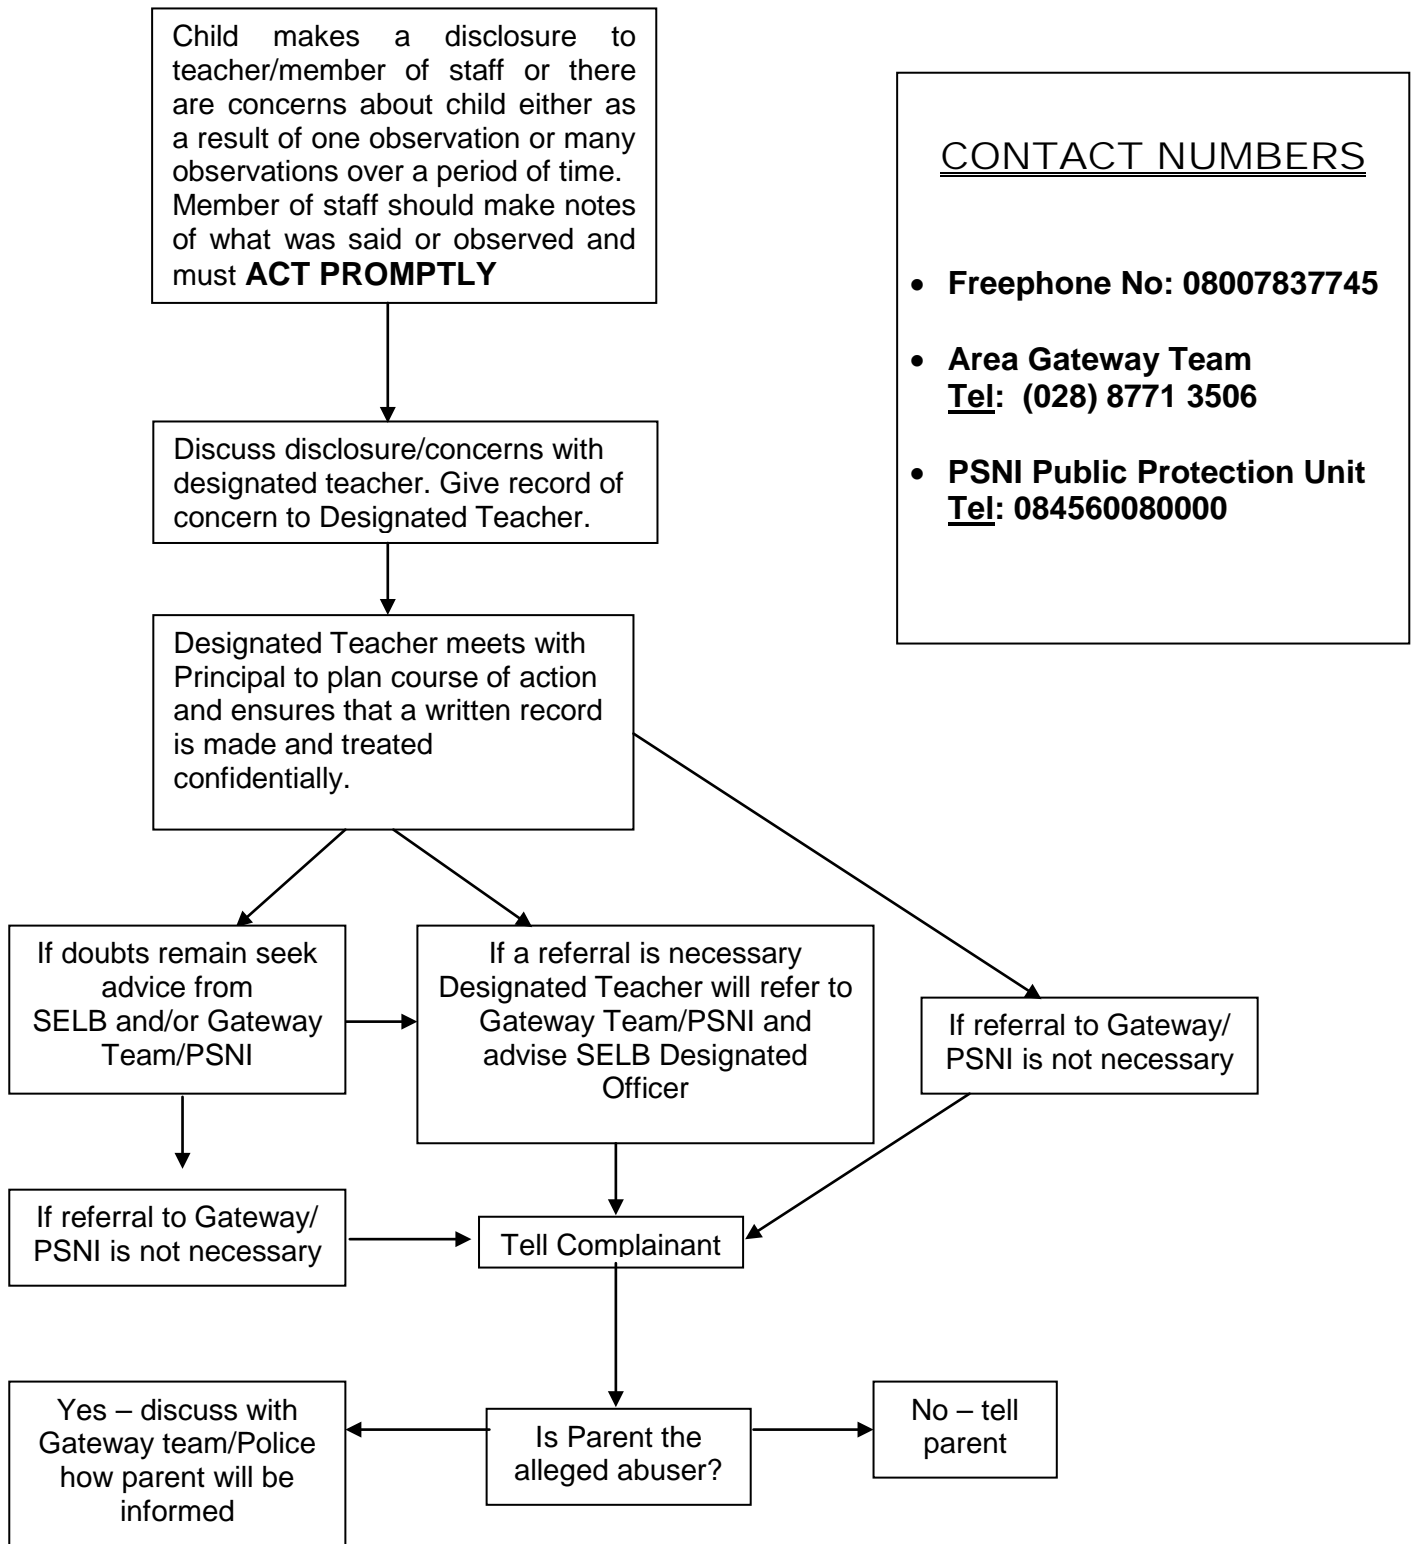 Child makes a disclosure to
teacher/member of staff or there
are concerns about child either as
a result of one observation or many
observations over a period of time.
Member of staff should make notes
of what was said or observed and
must ACT PROMPTLY
CONTACT NUMBERS
• Freephone No: 08007837745
• Area Gateway Team
Tel: (028) 8771 3506
• PSNI Public Protection Unit
Tel: 084560080000
Discuss disclosure/concerns with
designated teacher. Give record of
concern to Designated Teacher.
Designated Teacher meets with
Principal to plan course of action
and ensures that a written record
is made and treated
confidentially.
If doubts remain seek
advice from
SELB and/or Gateway
Team/PSNI
If a referral is necessary
Designated Teacher will refer to
Gateway Team/PSNI and
advise SELB Designated
Officer
If referral to Gateway/
PSNI is not necessary
If referral to Gateway/
PSNI is not necessary
Tell Complainant
Yes – discuss with
Gateway team/Police
how parent will be
informed
Is Parent the
alleged abuser?
No – tell
parent